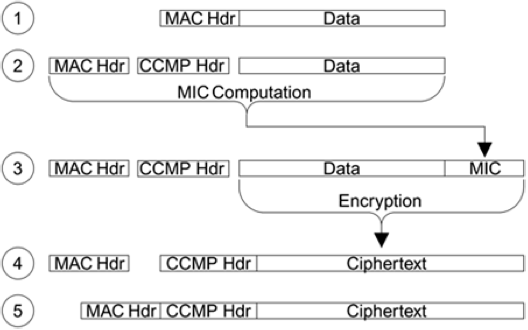 1 MAC Hdr Data
2 MAC Hdr CCMP Hdr Data
MIC Computation
3 MAC Hdr CCMP Hdr Data MIC
Encryption
4 MAC Hdr CCMP Hdr Ciphertext
5 MAC Hdr CCMP Hdr Ciphertext